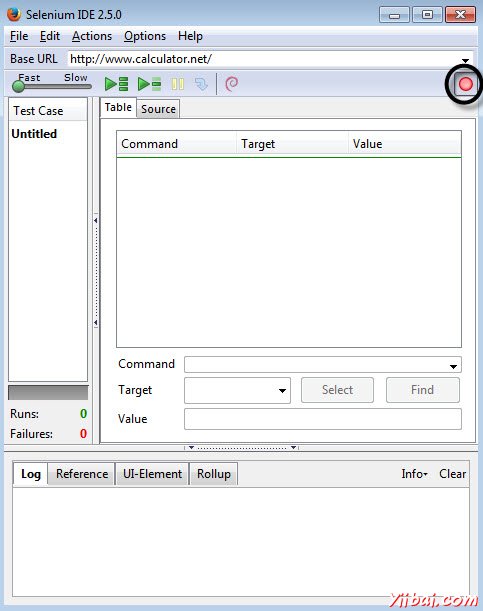 Selenium IDE 2.5.0
File Edit Actions Options Help
Base URL http://www.calculator.net/
Fast Slow
Test Case
Untitled
Table Source
Command Target Value
Command
Target Select Find
Value
Runs: 0
Failures: 0
Log Reference UI-Element Rollup Info Clear
Yiibai.com